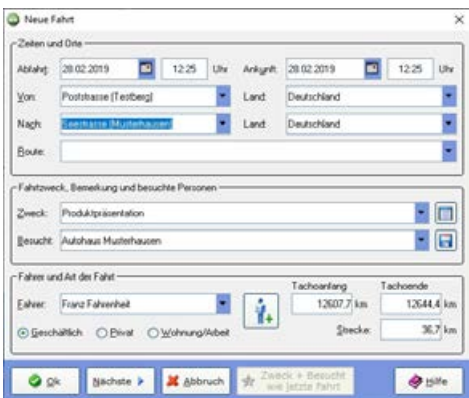 Neue Fahrt
Zeiten und Orte
Abfahrt: 28.02.2019 12:25 Uhr Ankunft: 28.02.2019 12:25 Uhr
Von: Poststrasse (Testberg) Land: Deutschland
Nach: Seestrasse (Musterhausen) Land: Deutschland
Route:
Fahrtzweck, Bemerkung und besuchte Personen
Zweck: Produktpräsentation
Besucht: Autohaus Musterhausen
Fahrer und Art der Fahrt
Tachoanfang Tachoende
Fahrer: Franz Fahrenheit 12607,7 km 12644,4 km
Geschäftlich Privat Wohnung/Arbeit Strecke: 36,7 km
Ok Nächste Abbruch Zweck + Besucht Hilfe
wie letzte Fahrt